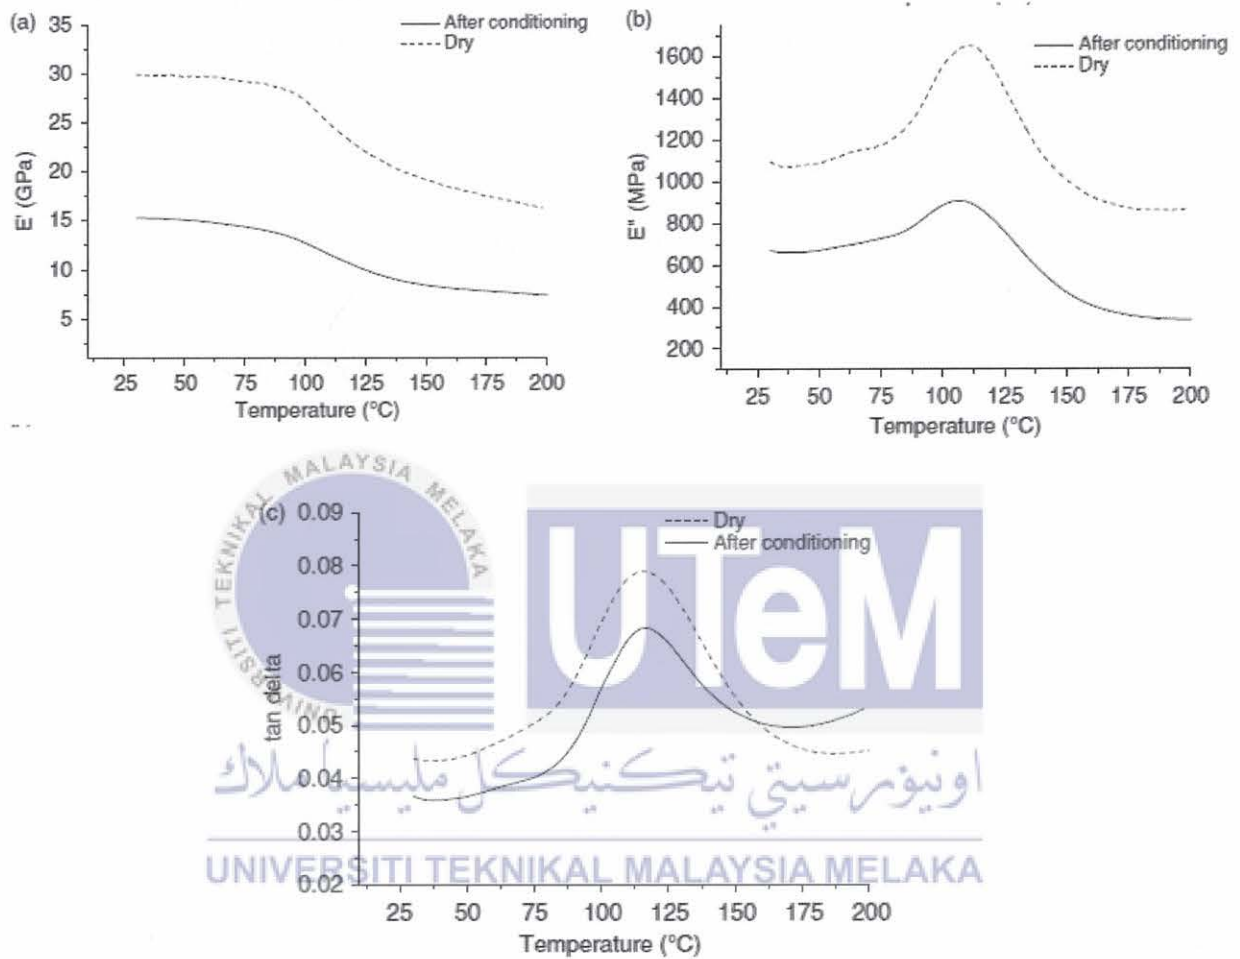 (a)
After conditioning
Dry
35
30
25
20
15
10
5
E' (GPa)
25 50 75 100 125 150 175 200
Temperature (°C)
(b)
After conditioning
Dry
1600
1400
1200
1000
800
600
400
200
E" (MPa)
25 50 75 100 125 150 175 200
Temperature (°C)
UNIVERSITI TEKNIKAL MALAYSIA MELAKA
UTeM
(c)
Dry
After conditioning
0.09
0.08
0.07
0.06
0.05
0.04
0.03
0.02
tan delta
اونيۏرسيتي تيكنيكل مليسيا ملاك
UNIVERSITI TEKNIKAL MALAYSIA MELAKA
25 50 75 100 125 150 175 200
Temperature (°C)